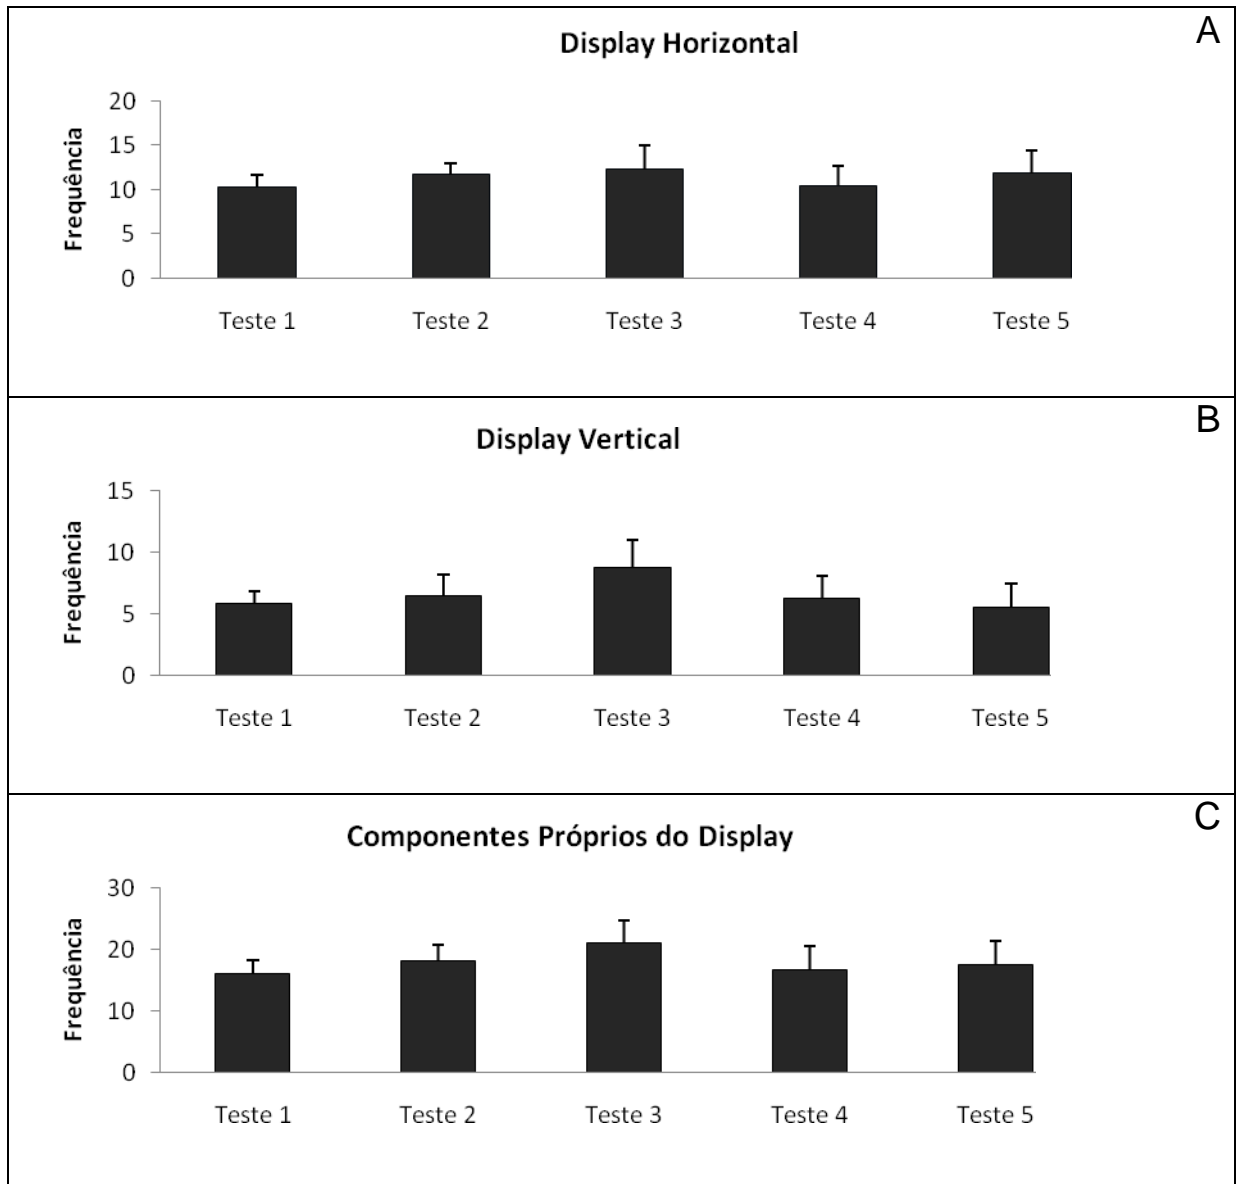 A
Display Horizontal
Frequência
20
15
10
5
0
Teste 1 Teste 2 Teste 3 Teste 4 Teste 5
B
Display Vertical
Frequência
15
10
5
0
Teste 1 Teste 2 Teste 3 Teste 4 Teste 5
C
Componentes Próprios do Display
Frequência
30
20
10
0
Teste 1 Teste 2 Teste 3 Teste 4 Teste 5